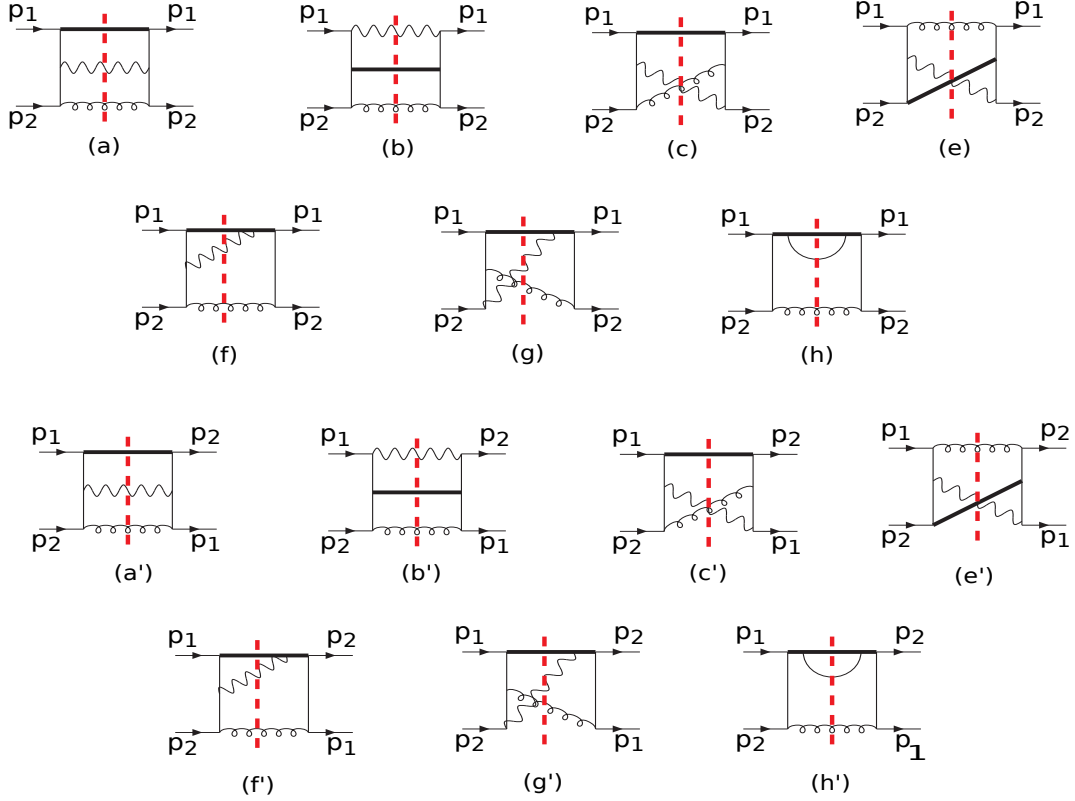 p1 p1 p1 p1 p1 p1 p1 p1
p2 p2 p2 p2 p2 p2 p2 p2
(a) (b) (c) (e)
p1 p1 p1 p1 p1 p1
p2 p2 p2 p2 p2 p2
(f) (g) (h)
p1 p2 p1 p2 p1 p2 p1 p2
p2 p1 p2 p1 p2 p1 p2 p1
(a') (b') (c') (e')
p1 p2 p1 p2 p1 p2
p2 p1 p2 p1 p2 p1
(f') (g') (h')